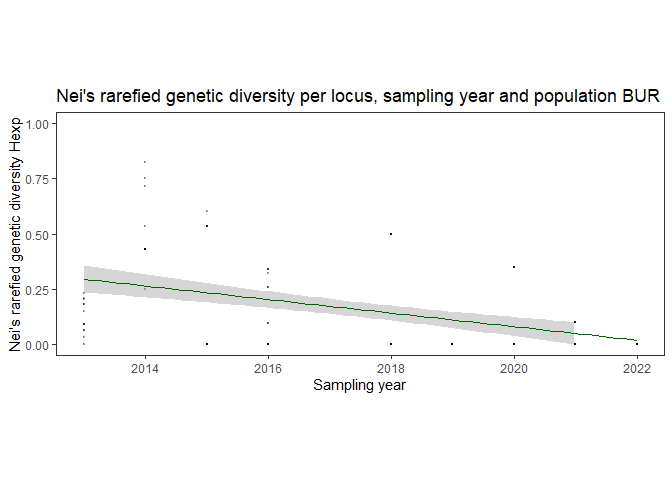 Nei's rarefied genetic diversity per locus, sampling year and population BUR
Nei's rarefied genetic diversity Hexp
1.00
0.75
0.50
0.25
0.00
2014 2016 2018 2020 2022
Sampling year